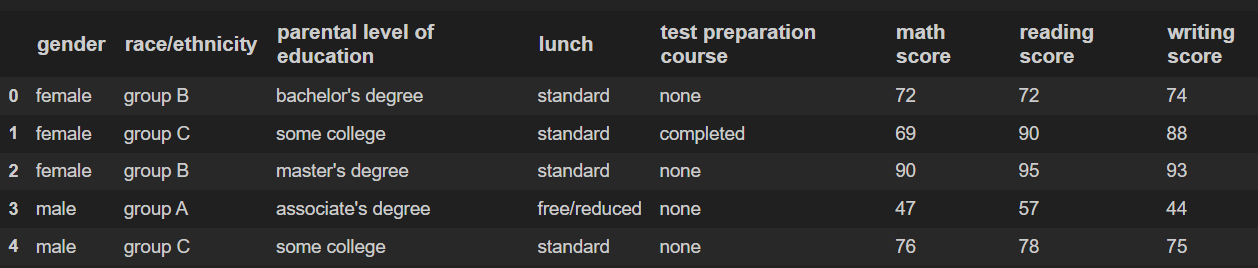 gender race/ethnicity parental level of education lunch test preparation course math score reading score writing score
0 female group B bachelor's degree standard none 72 72 74
1 female group C some college standard completed 69 90 88
2 female group B master's degree standard none 90 95 93
3 male group A associate's degree free/reduced none 47 57 44
4 male group C some college standard none 76 78 75